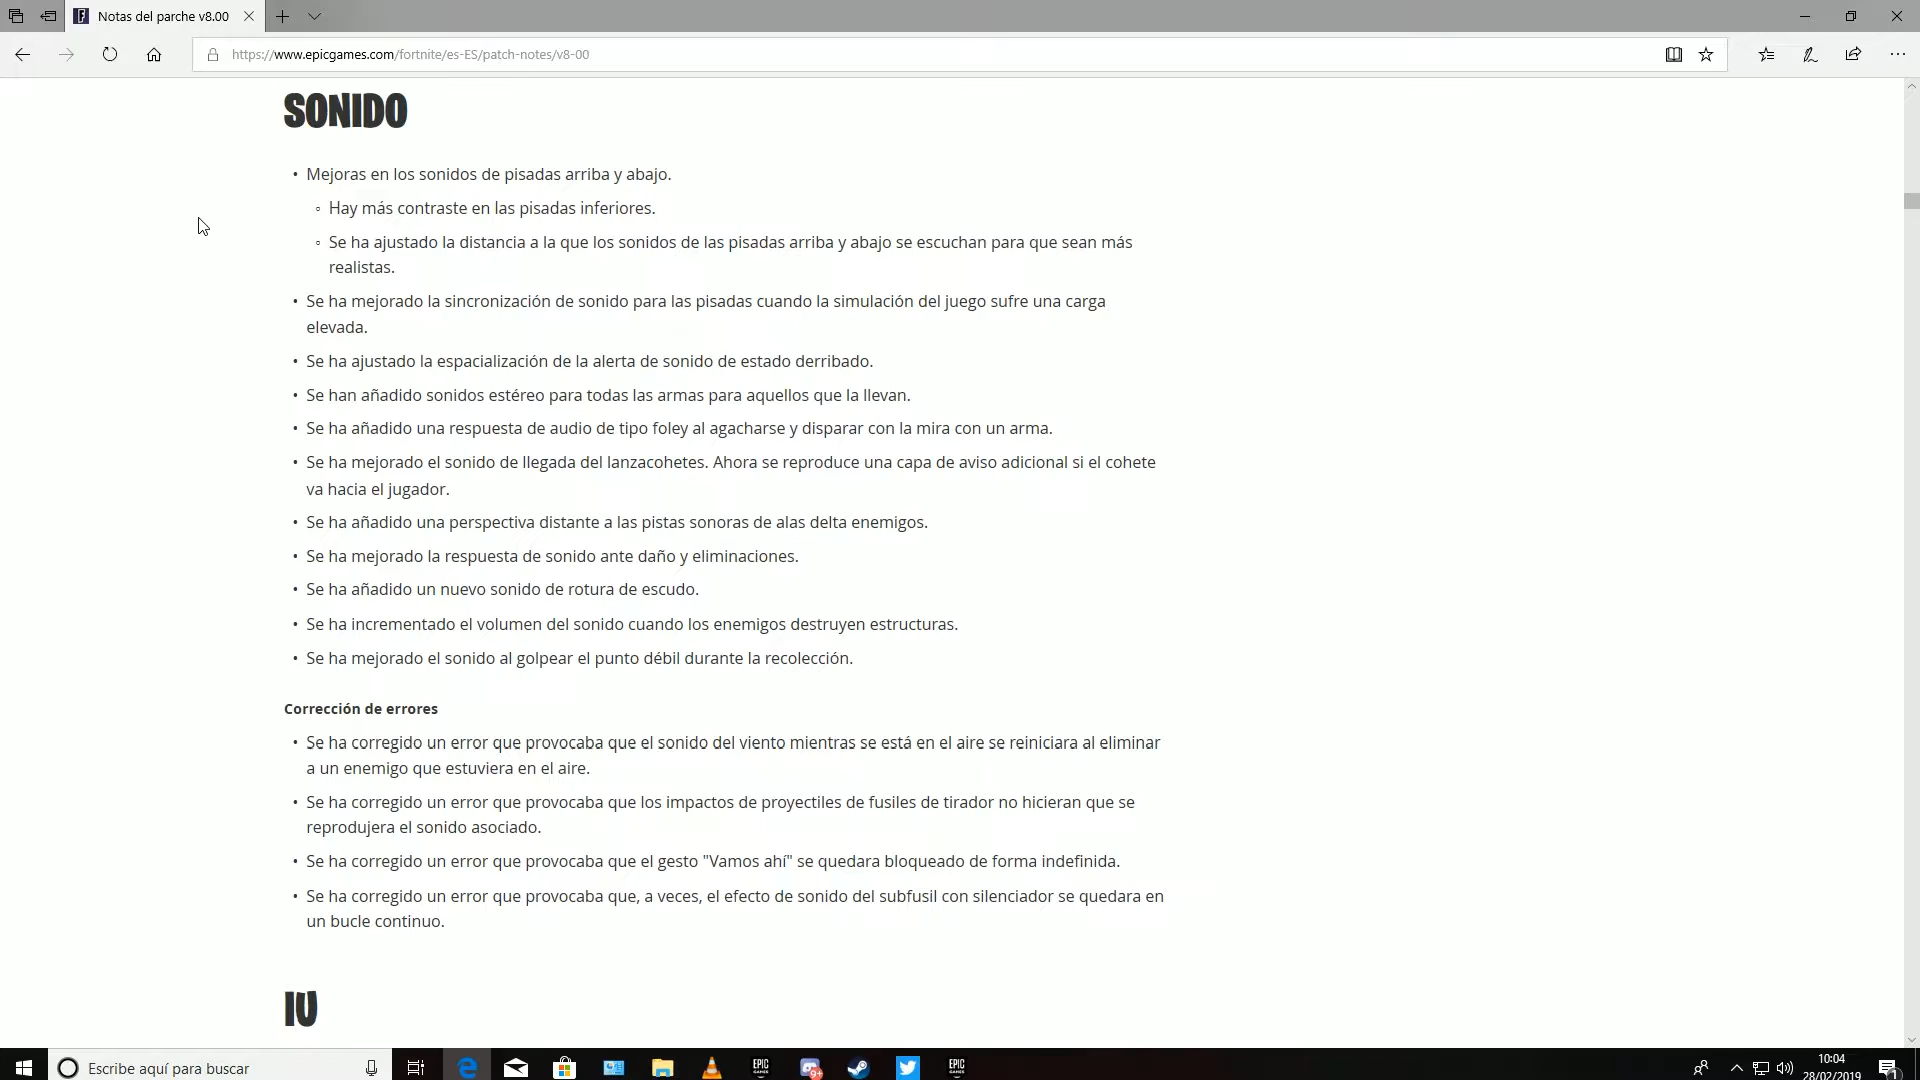 Notas del parche v8.00
https://www.epicgames.com/fortnite/es-ES/patch-notes/v8-00
SONIDO
• Mejoras en los sonidos de pisadas arriba y abajo.
◦ Hay más contraste en las pisadas inferiores.
◦ Se ha ajustado la distancia a la que los sonidos de las pisadas arriba y abajo se escuchan para que sean más
realistas.
• Se ha mejorado la sincronización de sonido para las pisadas cuando la simulación del juego sufre una carga
elevada.
• Se ha ajustado la espacialización de la alerta de sonido de estado derribado.
• Se han añadido sonidos estéreo para todas las armas para aquellos que la llevan.
• Se ha añadido una respuesta de audio de tipo foley al agacharse y disparar con la mira con un arma.
• Se ha mejorado el sonido de llegada del lanzacohetes. Ahora se reproduce una capa de aviso adicional si el cohete
va hacia el jugador.
• Se ha añadido una perspectiva distante a las pistas sonoras de alas delta enemigos.
• Se ha mejorado la respuesta de sonido ante daño y eliminaciones.
• Se ha añadido un nuevo sonido de rotura de escudo.
• Se ha incrementado el volumen del sonido cuando los enemigos destruyen estructuras.
• Se ha mejorado el sonido al golpear el punto débil durante la recolección.
Corrección de errores
• Se ha corregido un error que provocaba que el sonido del viento mientras se está en el aire se reiniciara al eliminar
a un enemigo que estuviera en el aire.
• Se ha corregido un error que provocaba que los impactos de proyectiles de fusiles de tirador no hicieran que se
reprodujera el sonido asociado.
• Se ha corregido un error que provocaba que el gesto "Vamos ahí" se quedara bloqueado de forma indefinida.
• Se ha corregido un error que provocaba que, a veces, el efecto de sonido del subfusil con silenciador se quedara en
un bucle continuo.
IU
Escribe aquí para buscar
EPIC
GAMES
9+
EPIC
GAMES
10:04
28/02/2019
1